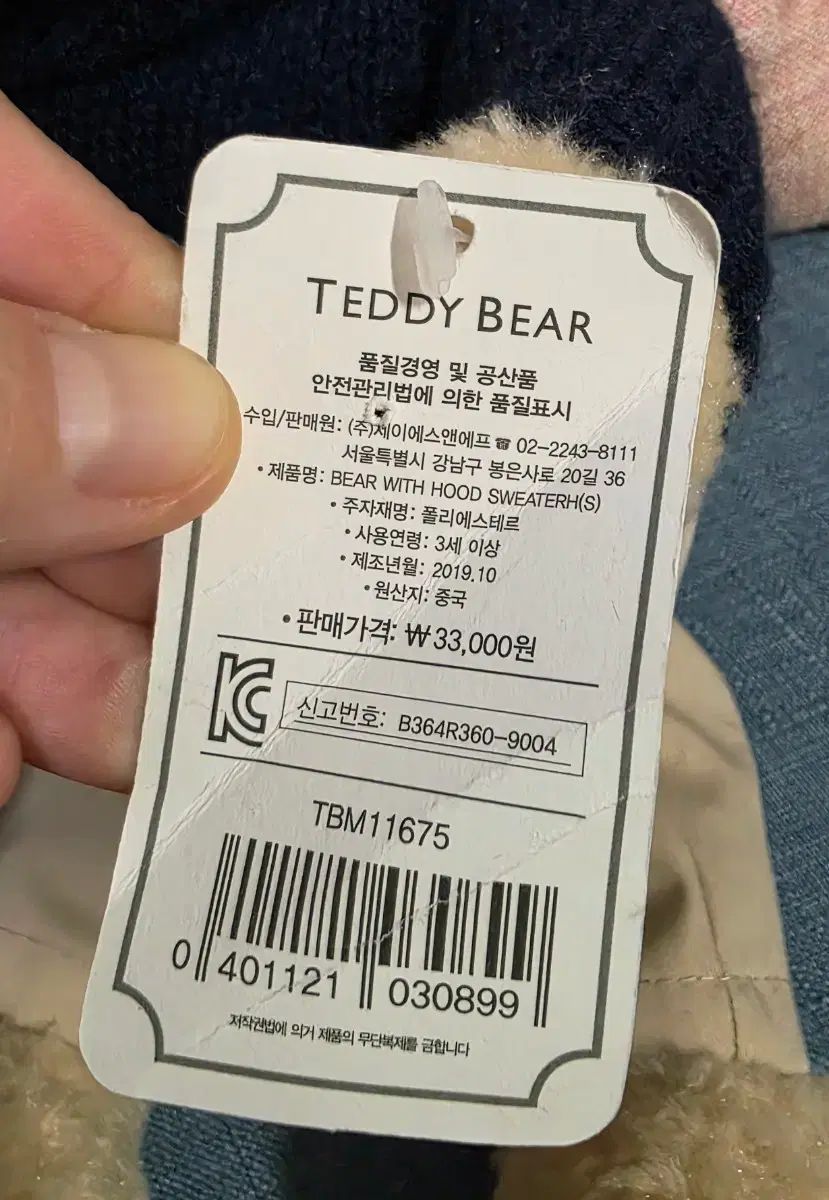 TEDDY BEAR
품질경영 및 공산품
안전관리법에 의한 품질표시
수입/판매원: (주)제이에스앤에프 ☎ 02-2243-8111
서울특별시 강남구 봉은사로 20길 36
• 제품명: BEAR WITH HOOD SWEATERH(S)
• 주자재명: 폴리에스테르
• 사용연령: 3세 이상
• 제조년월: 2019.10
• 원산지: 중국
• 판매가격: ₩33,000원
KC
신고번호: B364R360-9004
TBM11675
0 401121 030899
저작권법에 의거 제품의 무단복제를 금합니다